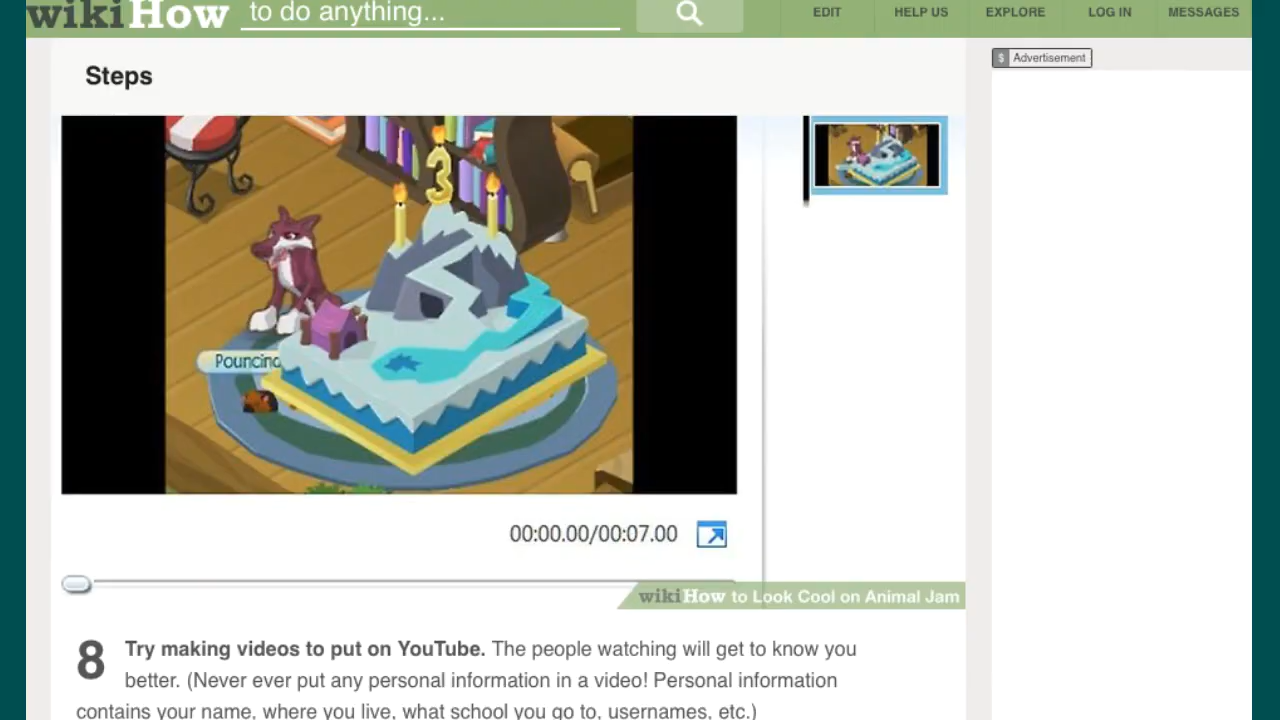 wikiHow to do anything...
EDIT HELP US EXPLORE LOG IN MESSAGES
$ Advertisement
Steps
3
Pouncing
00:00.00/00:07.00
wikiHow to Look Cool on Animal Jam
8 Try making videos to put on YouTube. The people watching will get to know you
better. (Never ever put any personal information in a video! Personal information
contains your name, where you live, what school you go to, usernames, etc.)